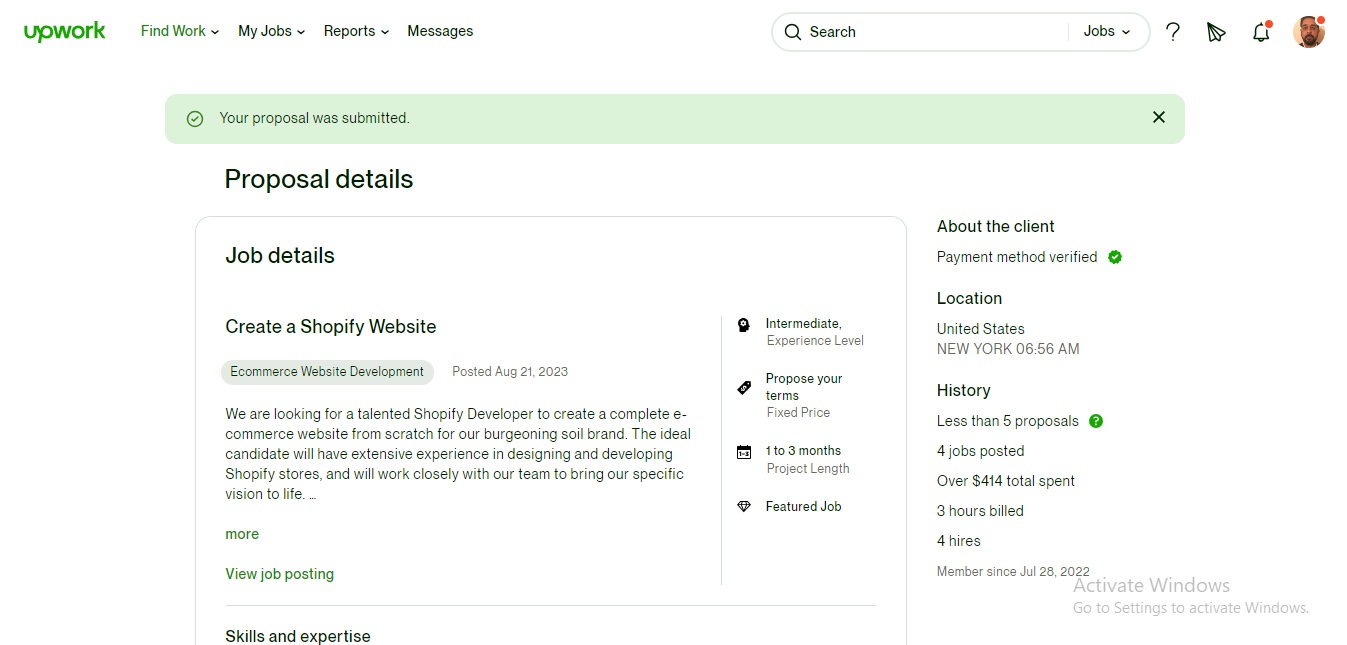 upwork
Find Work
My Jobs
Reports
Messages
Search
Jobs
Your proposal was submitted.
Proposal details
Job details
Create a Shopify Website
Ecommerce Website Development
Posted Aug 21, 2023
We are looking for a talented Shopify Developer to create a complete e-
commerce website from scratch for our burgeoning soil brand. The ideal
candidate will have extensive experience in designing and developing
Shopify stores, and will work closely with our team to bring our specific
vision to life. ...
more
View job posting
Intermediate,
Experience Level
Propose your
terms
Fixed Price
1 to 3 months
Project Length
Featured Job
Skills and expertise
About the client
Payment method verified
Location
United States
NEW YORK 06:56 AM
History
Less than 5 proposals
4 jobs posted
Over $414 total spent
3 hours billed
4 hires
Member since Jul 28, 2022
Activate Windows
Go to Settings to activate Windows.